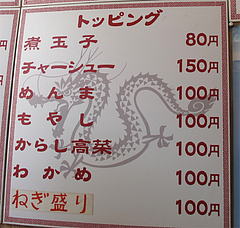 トッピング
煮玉子 80円
チャーシュー 150円
めんま 100円
もやし 100円
からし高菜 100円
わかめ 100円
ねぎ盛り 100円